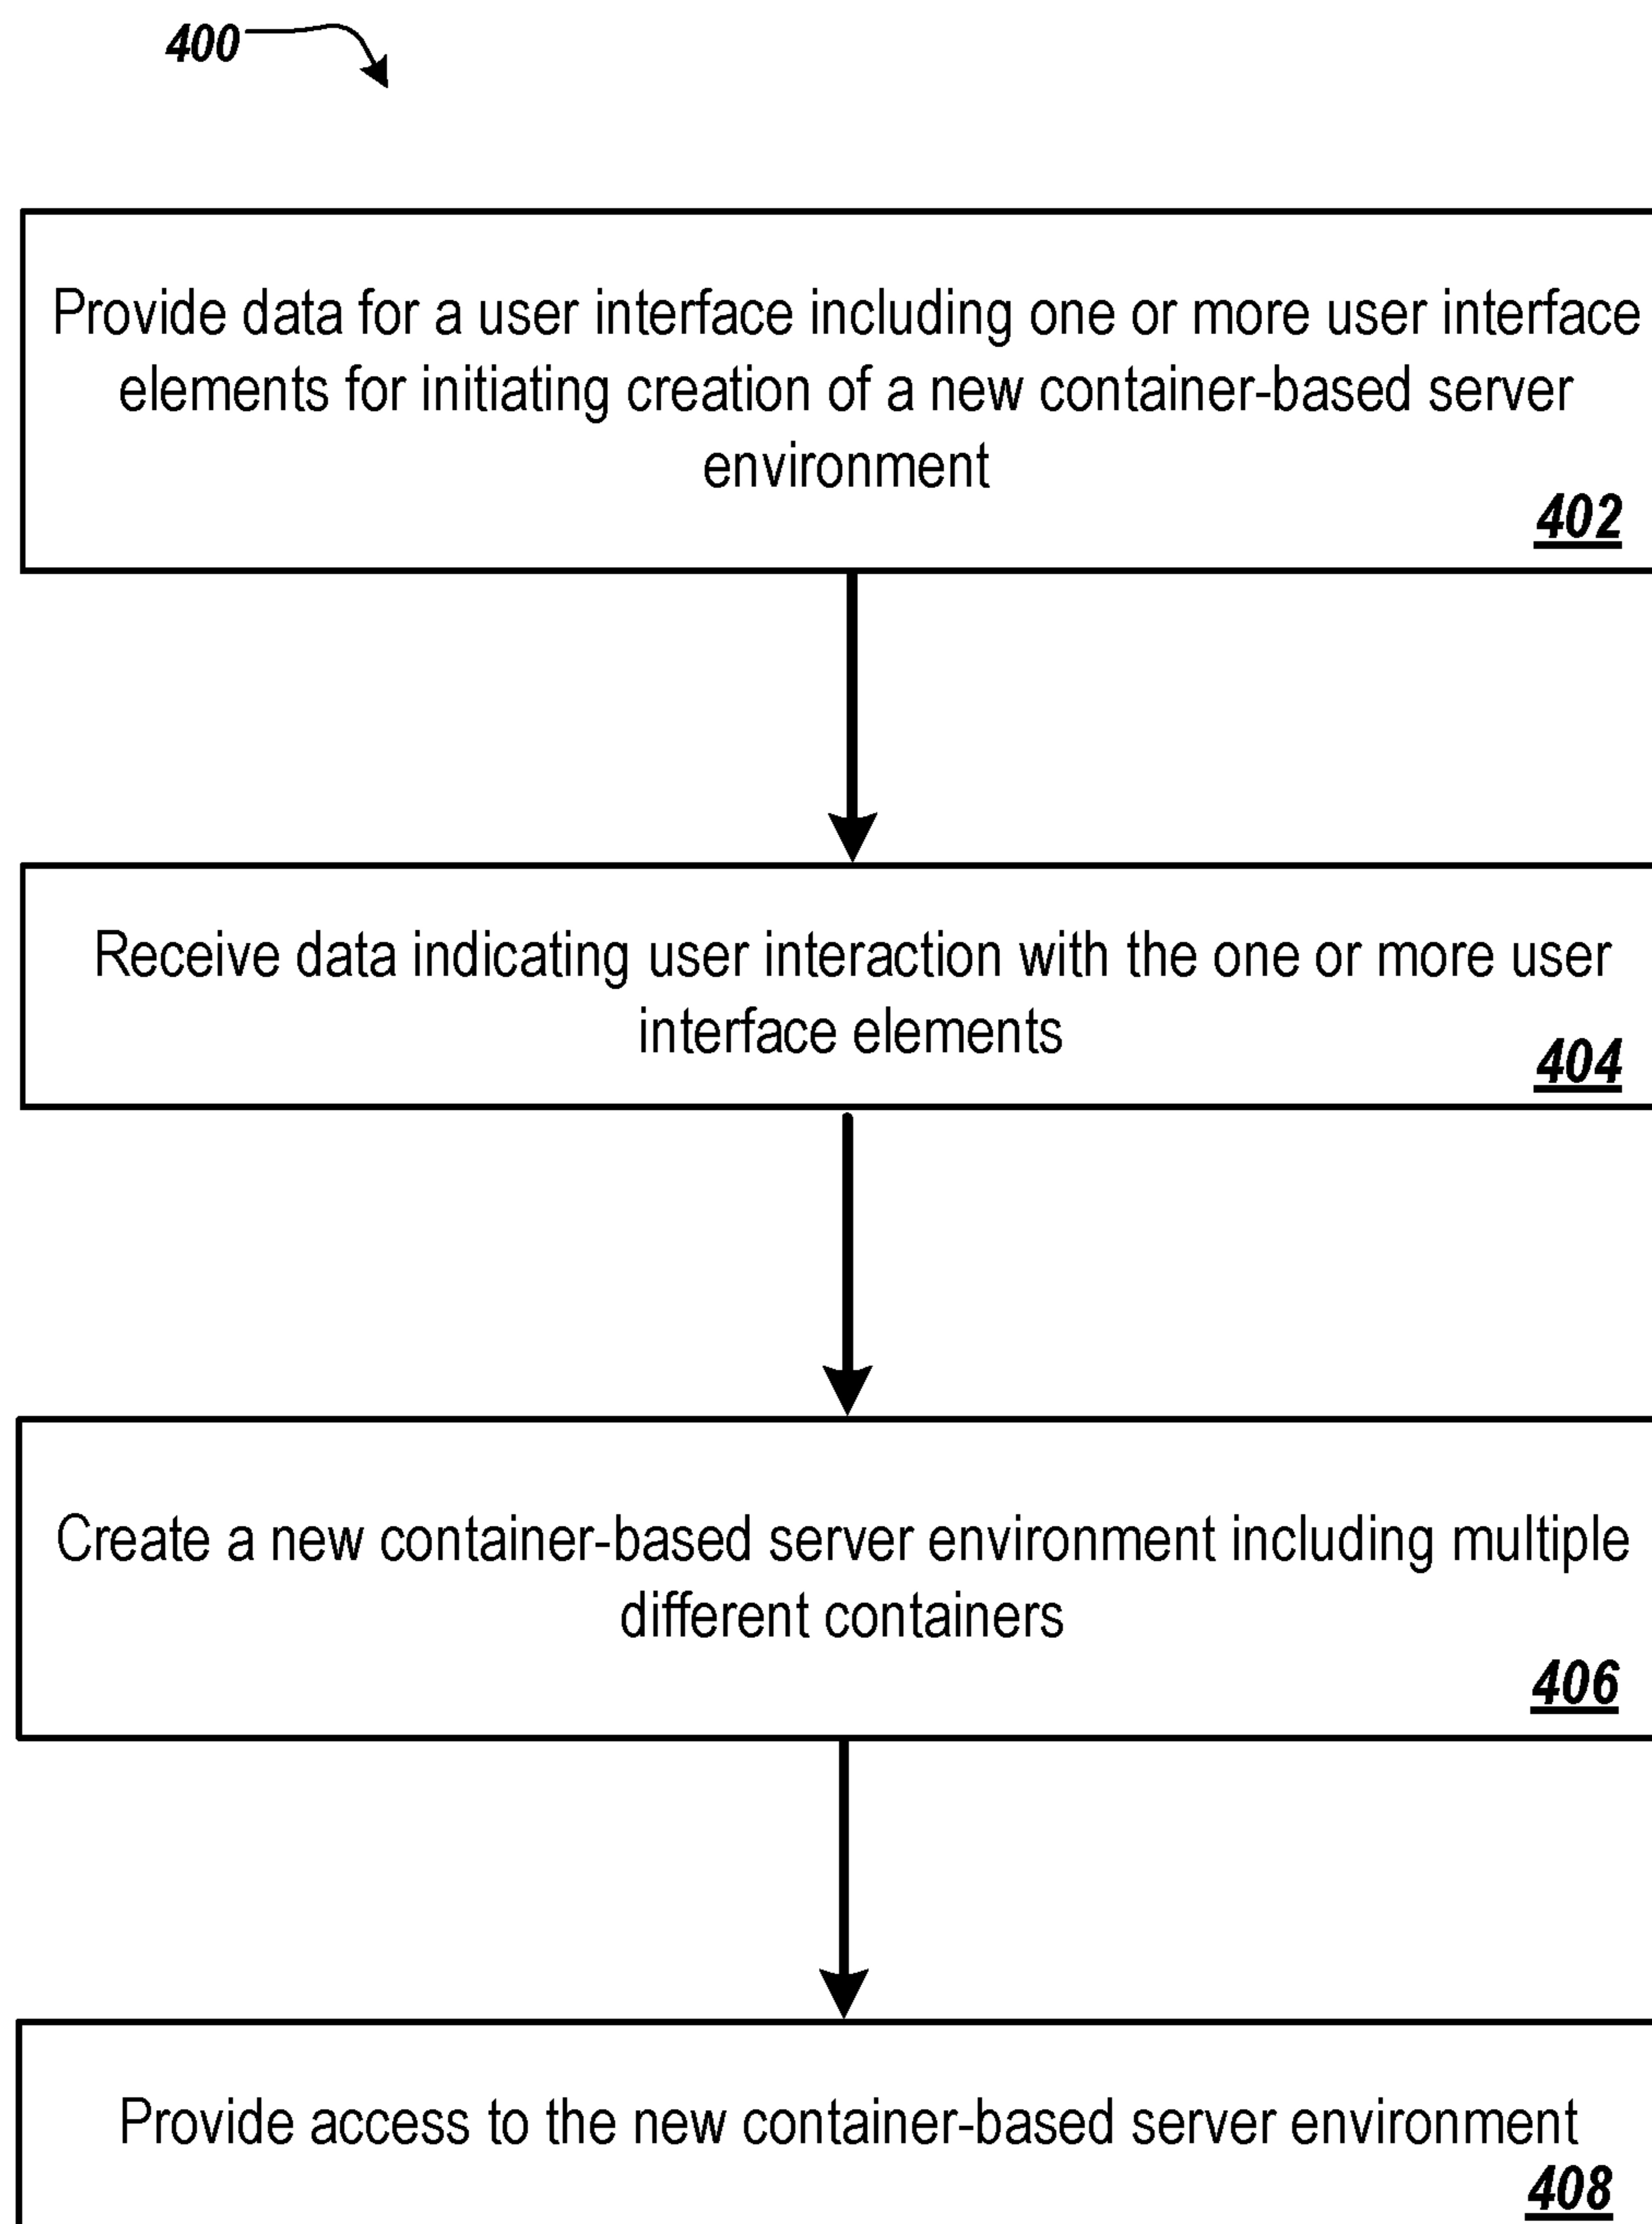 400
Provide data for a user interface including one or more user interface
elements for initiating creation of a new container-based server
environment
402
Receive data indicating user interaction with the one or more user
interface elements
404
Create a new container-based server environment including multiple
different containers
406
Provide access to the new container-based server environment
408